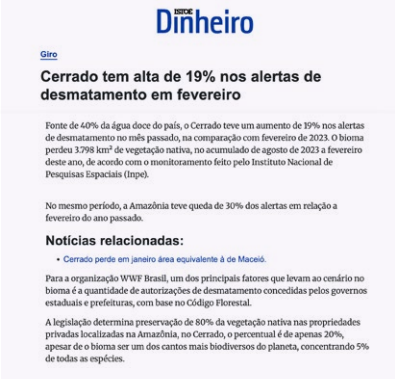 ISTOÉ
Dinheiro
Giro
Cerrado tem alta de 19% nos alertas de
desmatamento em fevereiro
Fonte de 40% da água doce do país, o Cerrado teve um aumento de 19% nos alertas
de desmatamento no mês passado, na comparação com fevereiro de 2023. O bioma
perdeu 3.798 km² de vegetação nativa, no acumulado de agosto de 2023 a fevereiro
deste ano, de acordo com o monitoramento feito pelo Instituto Nacional de
Pesquisas Espaciais (Inpe).
No mesmo período, a Amazônia teve queda de 30% dos alertas em relação a
fevereiro do ano passado.
Notícias relacionadas:
• Cerrado perde em janeiro área equivalente à de Maceió.
Para a organização WWF Brasil, um dos principais fatores que levam ao cenário no
bioma é a quantidade de autorizações de desmatamento concedidas pelos governos
estaduais e prefeituras, com base no Código Florestal.
A legislação determina preservação de 80% da vegetação nativa nas propriedades
privadas localizadas na Amazônia, no Cerrado, o percentual é de apenas 20%,
apesar de o bioma ser um dos cantos mais biodiversos do planeta, concentrando 5%
de todas as espécies.